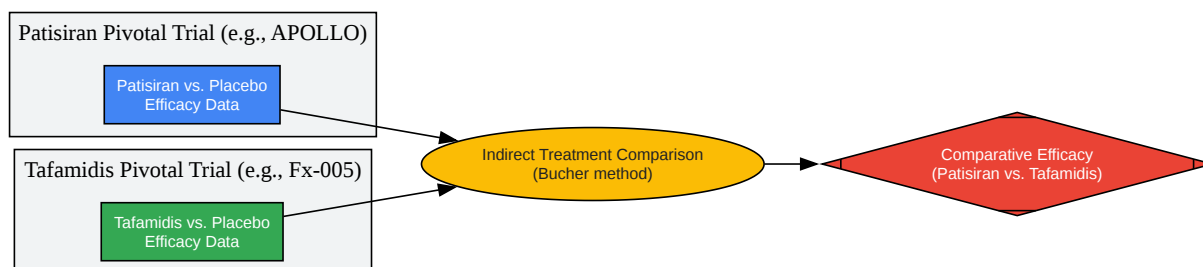 Patisiran Pivotal Trial (e.g., APOLLO)
Patisiran vs. Placebo
Efficacy Data
Tafamidis Pivotal Trial (e.g., Fx-005)
Tafamidis vs. Placebo
Efficacy Data
Indirect Treatment Comparison
(Bucher method)
Comparative Efficacy
(Patisiran vs. Tafamidis)